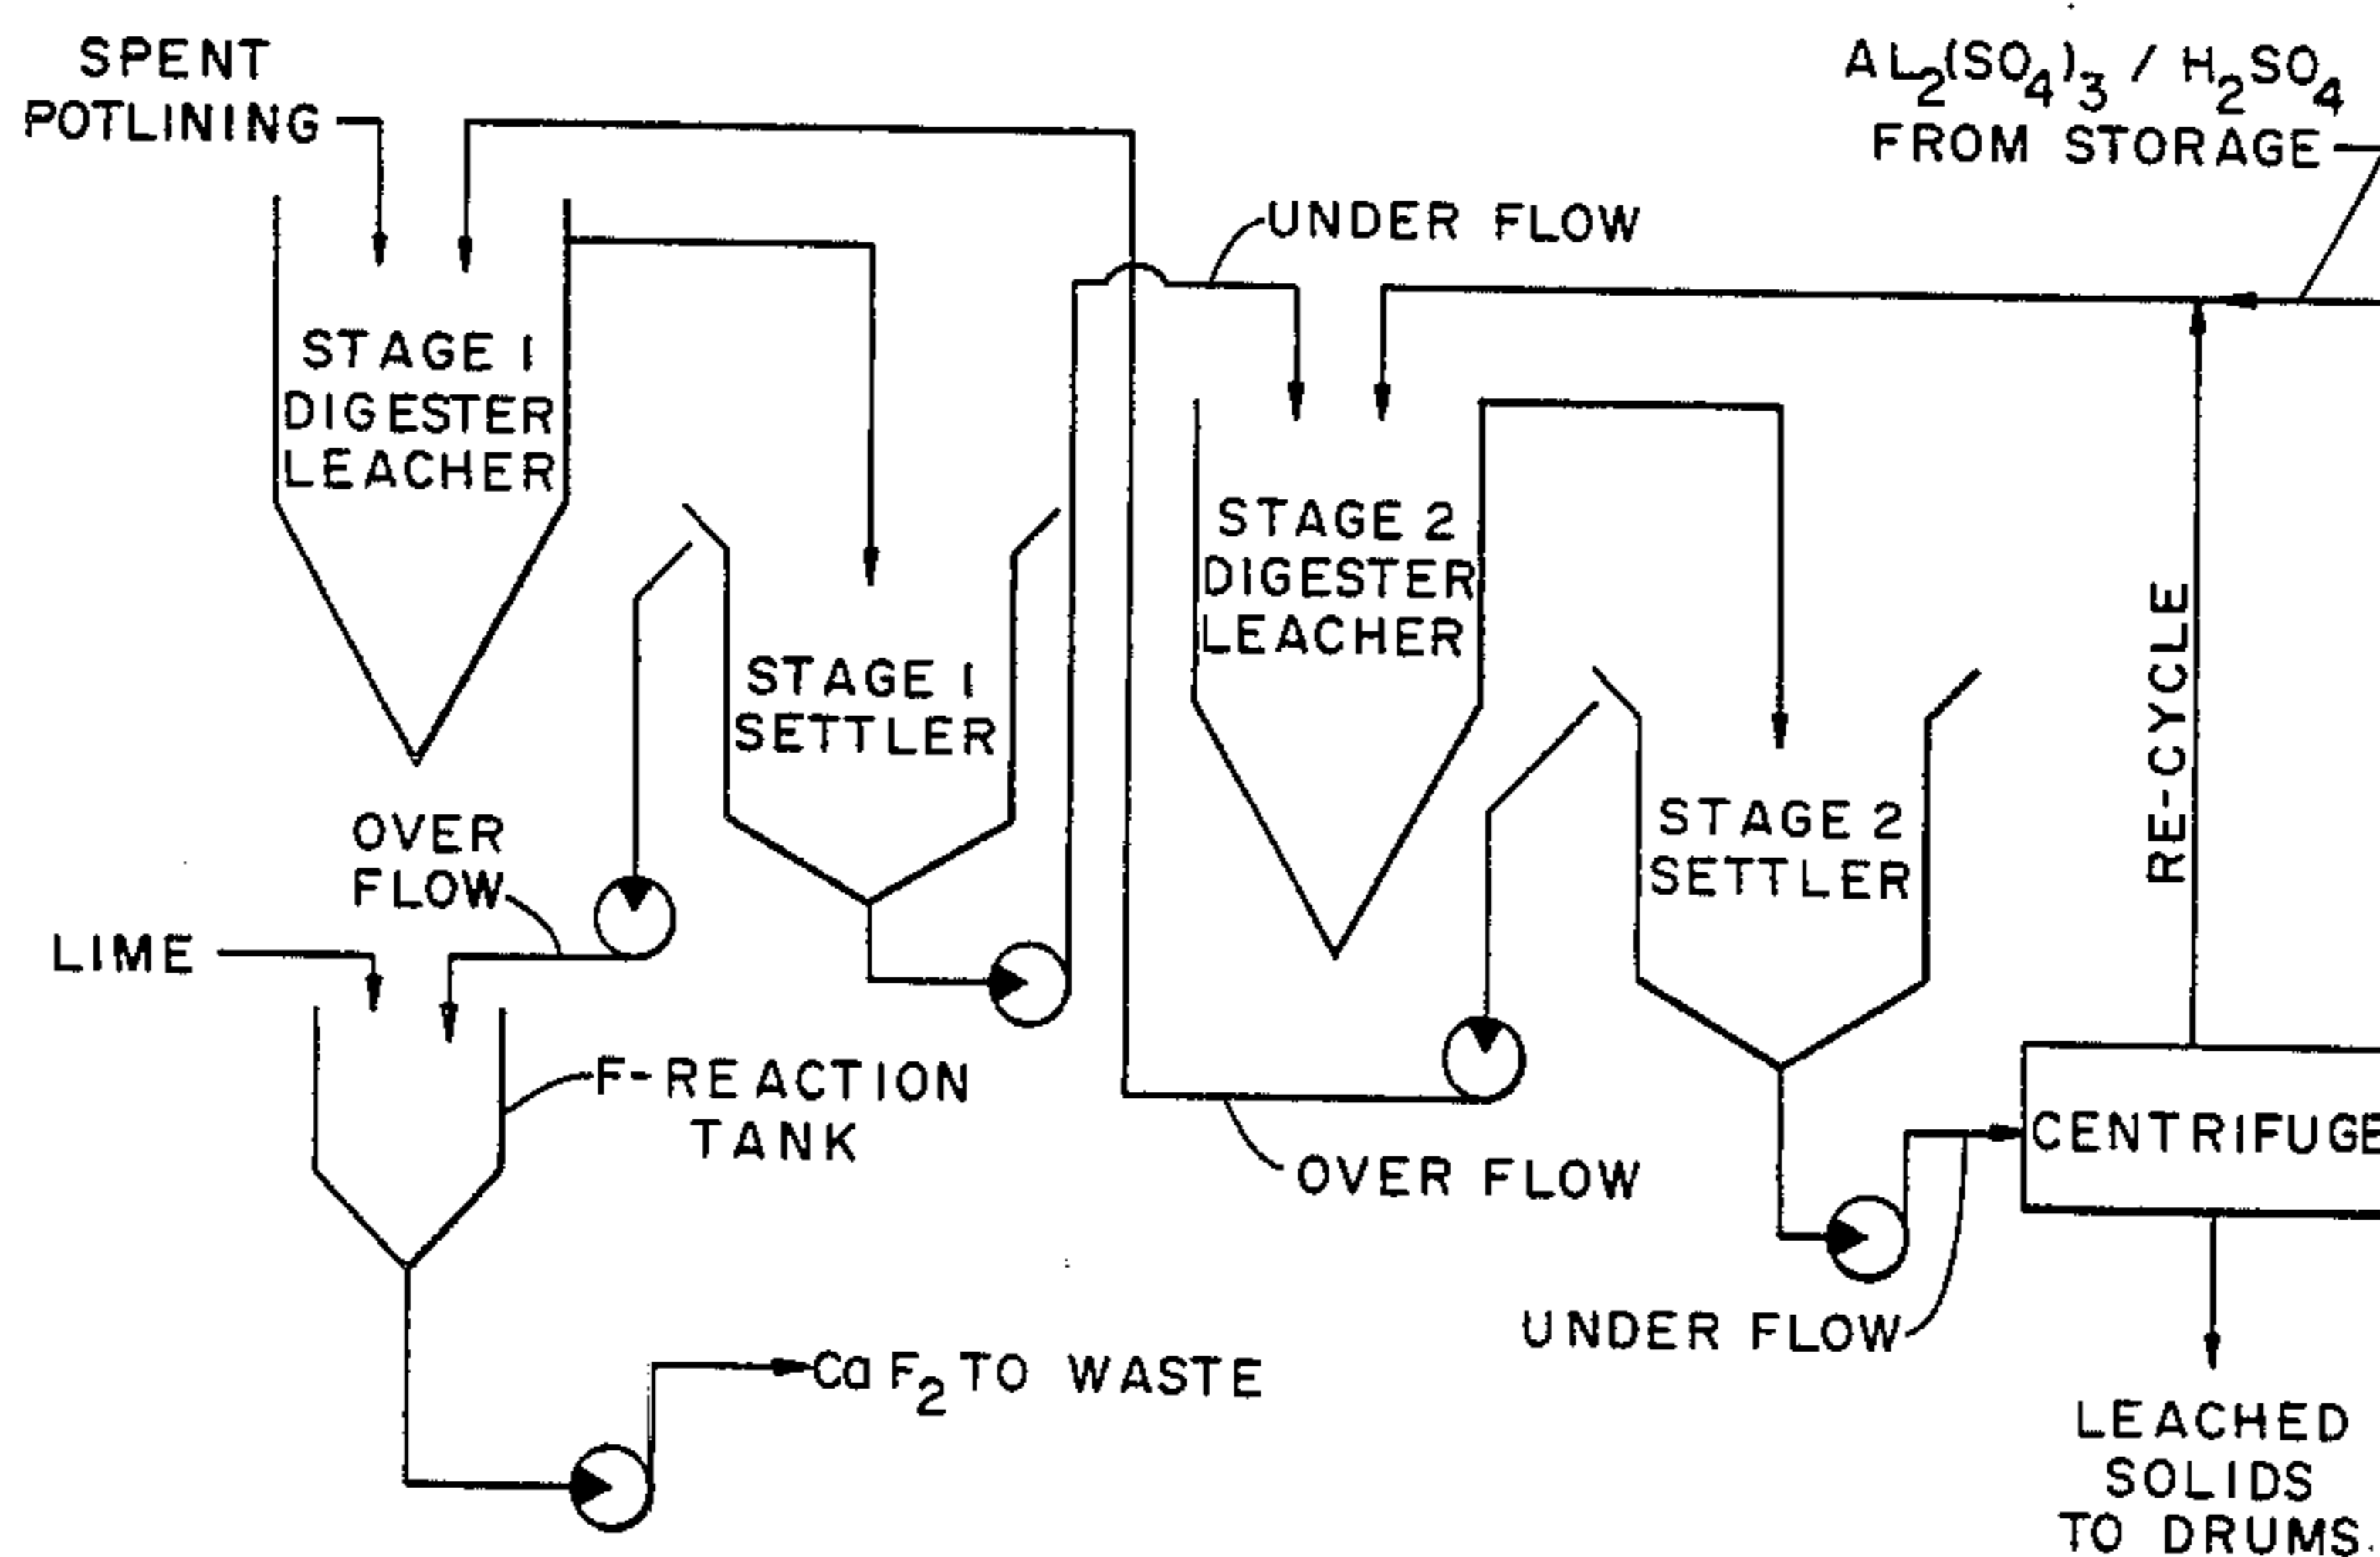 SPENT
POTLINING
AL₂(SO₄)₃ / H₂SO₄
FROM STORAGE
UNDER FLOW
STAGE 1
DIGESTER
LEACHER
STAGE 2
DIGESTER
LEACHER
STAGE 1
SETTLER
STAGE 2
SETTLER
RE-CYCLE
OVER
FLOW
LIME
F-REACTION
TANK
OVER FLOW
CENTRIFUGE
UNDER FLOW
CaF₂ TO WASTE
LEACHED
SOLIDS
TO DRUMS.